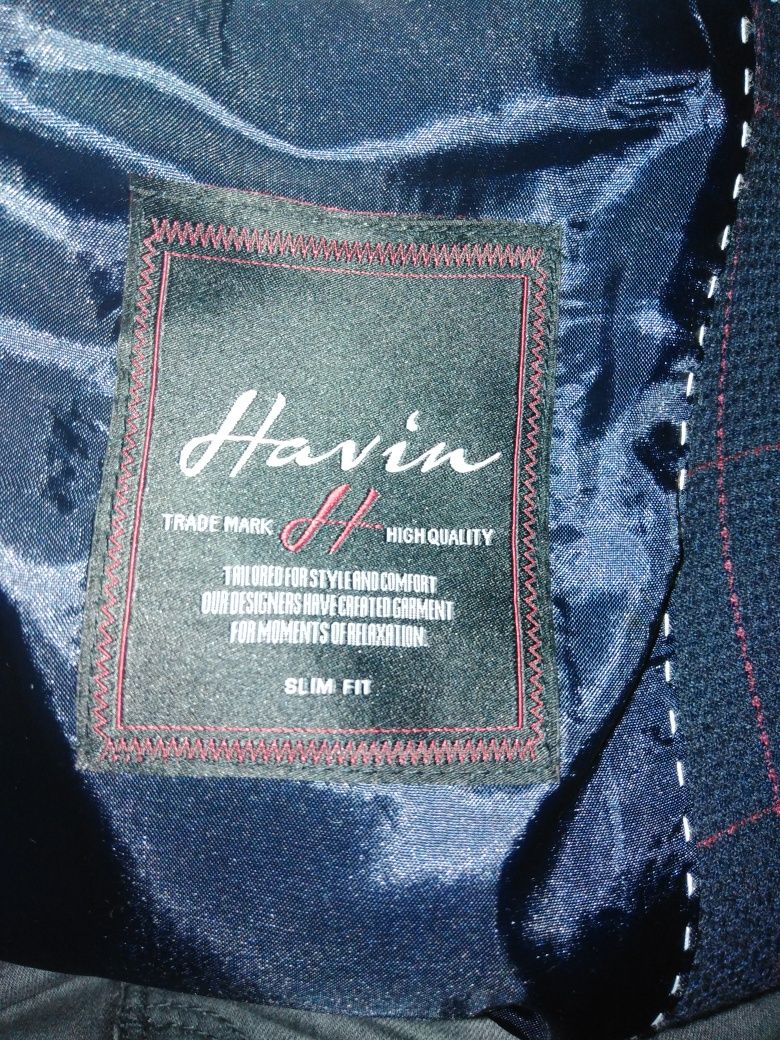 Havin
TRADE MARK H HIGH QUALITY
TAILORED FOR STYLE AND COMFORT
OUR DESIGNERS HAVE CREATED GARMENT
FOR MOMENTS OF RELAXATION
SLIM FIT